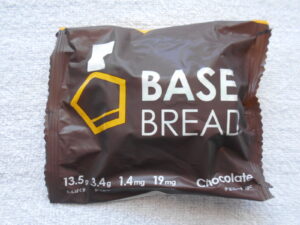 BASE
BREAD
13.5g 3.4g 1.4mg 19mg
Chocolate